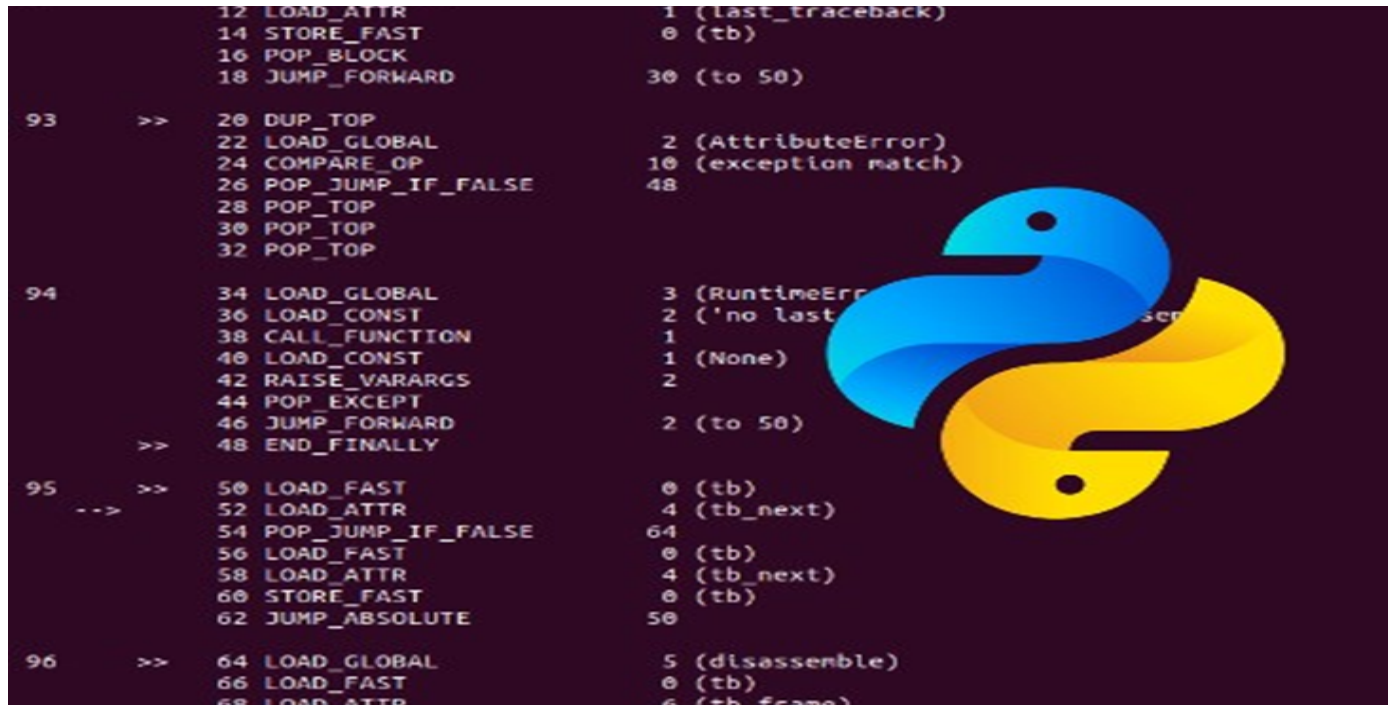 12 LOAD_ATTR 1 (last_traceback)
14 STORE_FAST 0 (tb)
16 POP_BLOCK
18 JUMP_FORWARD 30 (to 50)
93 >> 20 DUP_TOP
22 LOAD_GLOBAL 2 (AttributeError)
24 COMPARE_OP 10 (exception match)
26 POP_JUMP_IF_FALSE 48
28 POP_TOP
30 POP_TOP
32 POP_TOP
94 34 LOAD_GLOBAL 3 (RuntimeErr
36 LOAD_CONST 2 ('no last
38 CALL_FUNCTION 1
40 LOAD_CONST 1 (None)
42 RAISE_VARARGS 2
44 POP_EXCEPT
46 JUMP_FORWARD 2 (to 50)
>> 48 END_FINALLY
95 >> 50 LOAD_FAST 0 (tb)
--> 52 LOAD_ATTR 4 (tb_next)
54 POP_JUMP_IF_FALSE 64
56 LOAD_FAST 0 (tb)
58 LOAD_ATTR 4 (tb_next)
60 STORE_FAST 0 (tb)
62 JUMP_ABSOLUTE 50
96 >> 64 LOAD_GLOBAL 5 (disassemble)
66 LOAD_FAST 0 (tb)
68 LOAD_ATTR 6 (tb_frame)